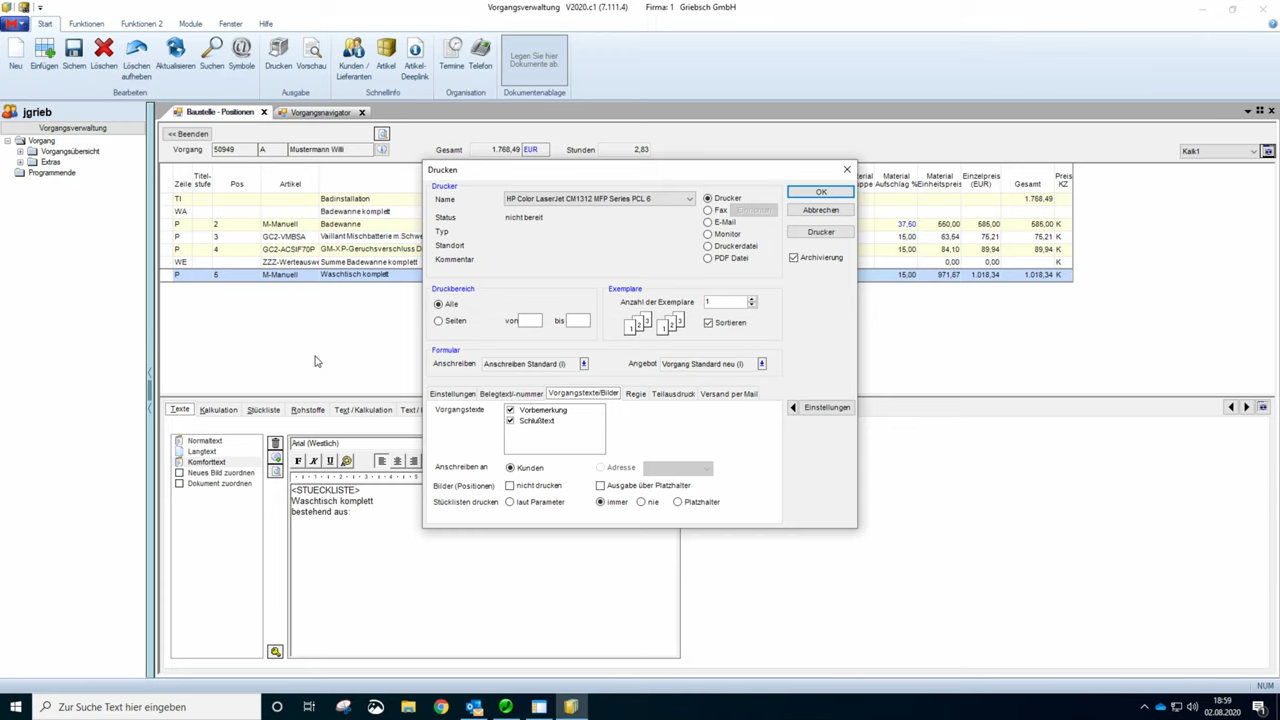 Vorgangsverwaltung V2020.c1 (7.111.4) Firma: 1 Griebsch GmbH
Start Funktionen Funktionen 2 Module Fenster Hilfe
Neu Einfügen Sichern Löschen Löschen aufheben Aktualisieren Suchen Symbole Drucken Vorschau Kunden / Lieferanten Artikel Artikel-Deeplink Termine Telefon Legen Sie hier Dokumente ab.
Bearbeiten Ausgabe Schnellinfo Organisation Dokumentenablage
jgrieb
Vorgangsverwaltung
Vorgang
Vorgangsübersicht
Extras
Programmende
Baustelle - Positionen Vorgangsnavigator
<< Beenden
Vorgang 50949 A Mustermann Willi Gesamt 1.768,49 EUR Stunden 2,83 Kalk1
Zeile Titel-stufe Pos Artikel Material Aufschlag % Material Einheitspreis Einzelpreis (EUR) Gesamt Preis KZ
TI Badinstallation 1.768,49
WA Badewanne komplett
P 2 M-Manuell Badewanne 37,50 550,00 585,00 585,00 K
P 3 GC2-VMBSA Vaillant Mischbatterie m.Schwe 15,00 63,54 75,21 75,21 K
P 4 GC2-ACSIF70P GM-X P-Geruchsverschluss D 15,00 84,10 89,94 89,94 K
WE ZZZ-Werteausw Summe Badewanne komplett 0,00 0,00 K
P 5 M-Manuell Waschtisch komplett 15,00 971,67 1.018,34 1.018,34 K
Drucken
Drucker
Name HP Color LaserJet CM1312 MFP Series PCL 6
Status nicht bereit
Typ
Standort
Kommentar
Drucker
Fax
E-Mail
Monitor
Druckerdatei
PDF Datei
OK
Abbrechen
Drucker
Archivierung
Druckbereich
Alle
Seiten von bis
Exemplare
Anzahl der Exemplare 1
Sortieren
Formular
Anschreiben Anschreiben Standard (I) Angebot Vorgang Standard neu (I)
Einstellungen Belegtext/-nummer Vorgangstexte/Bilder Regie Teilausdruck Versand per Mail
Einstellungen
Vorgangstexte Vorbemerkung
Schlußtext
Anschreiben an Kunden Adresse
Bilder (Positionen) nicht drucken Ausgabe über Platzhalter
Stücklisten drucken laut Parameter immer nie Platzhalter
Texte Kalkulation Stückliste Rohstoffe Text / Kalkulation Text /
Normaltext
Langtext
Komforttext
Neues Bild zuordnen
Dokument zuordnen
Arial (Westlich)
F K U
<STUECKLISTE>
Waschtisch komplett
bestehend aus:
NUM
Zur Suche Text hier eingeben
18:59
02.08.2020